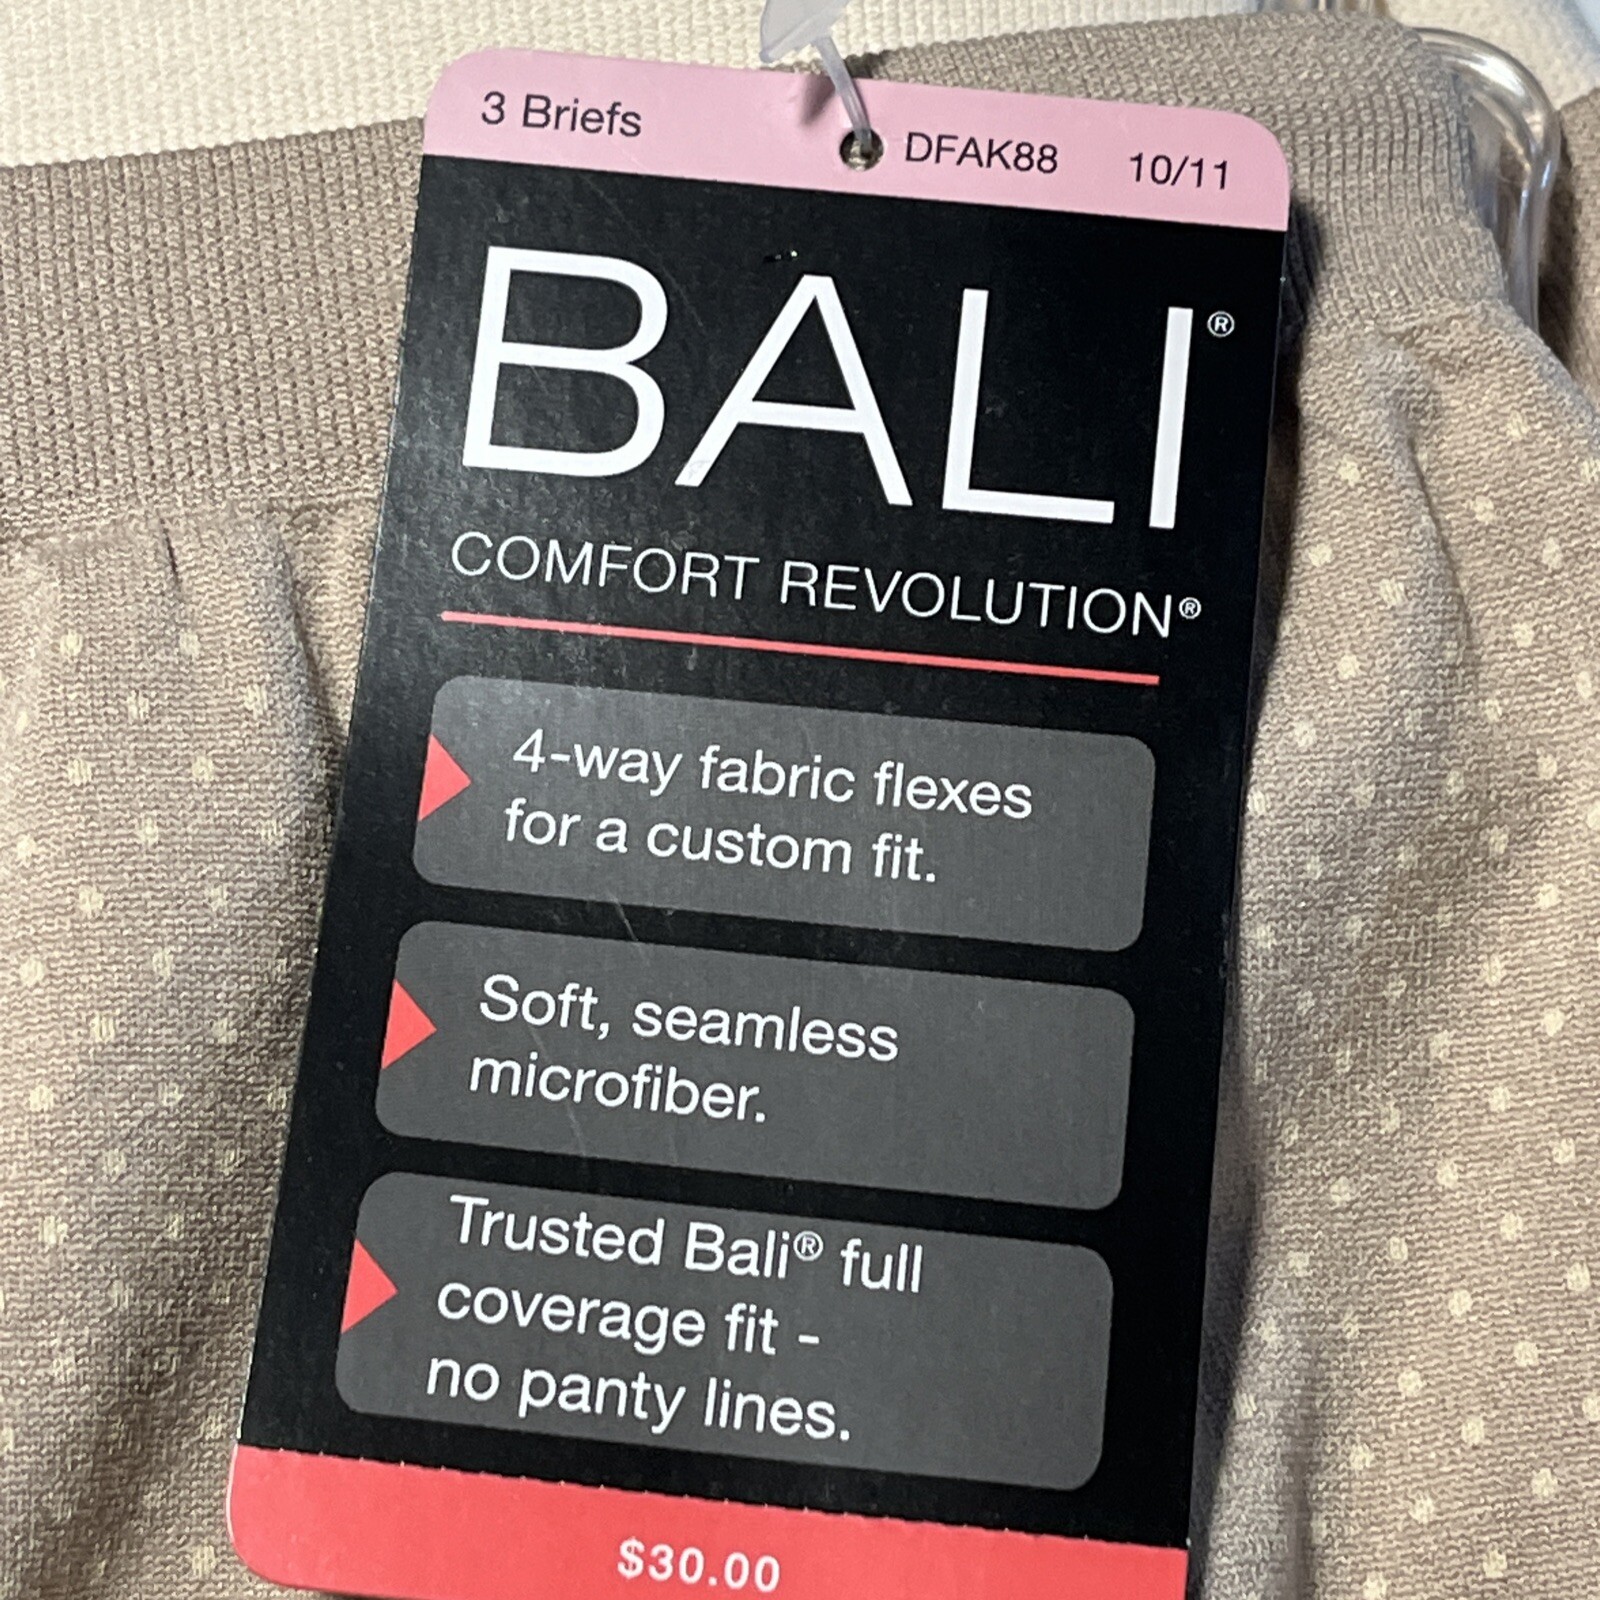 3 Briefs DFAK88 10/11
BALI®
COMFORT REVOLUTION®
4-way fabric flexes
for a custom fit.
Soft, seamless
microfiber.
Trusted Bali® full
coverage fit -
no panty lines.
$30.00